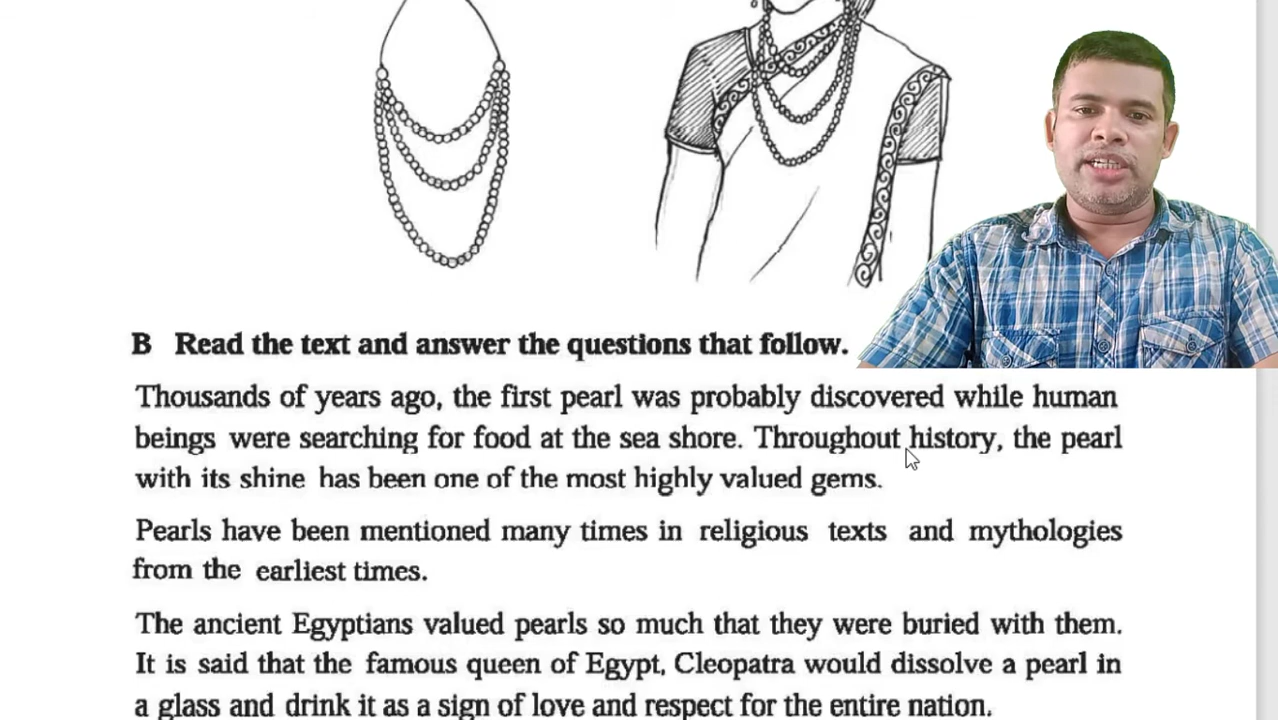 B Read the text and answer the questions that follow.
Thousands of years ago, the first pearl was probably discovered while human
beings were searching for food at the sea shore. Throughout history, the pearl
with its shine has been one of the most highly valued gems.
Pearls have been mentioned many times in religious texts and mythologies
from the earliest times.
The ancient Egyptians valued pearls so much that they were buried with them.
It is said that the famous queen of Egypt, Cleopatra would dissolve a pearl in
a glass and drink it as a sign of love and respect for the entire nation.